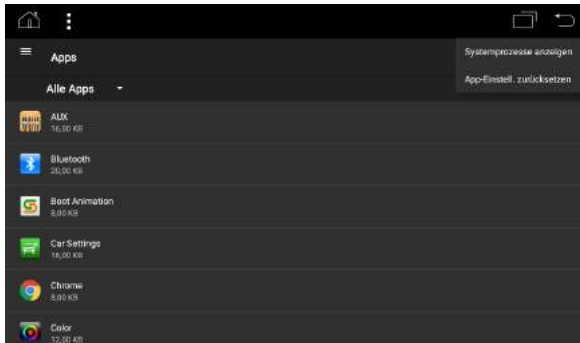 Apps
Systemprozesse anzeigen
App-Einstell. zurücksetzen
Alle Apps
AUX
16,00 KB
Bluetooth
20,00 KB
Boot Animation
8,00 KB
Car Settings
16,00 KB
Chrome
8,00 KB
Color
12,00 KB